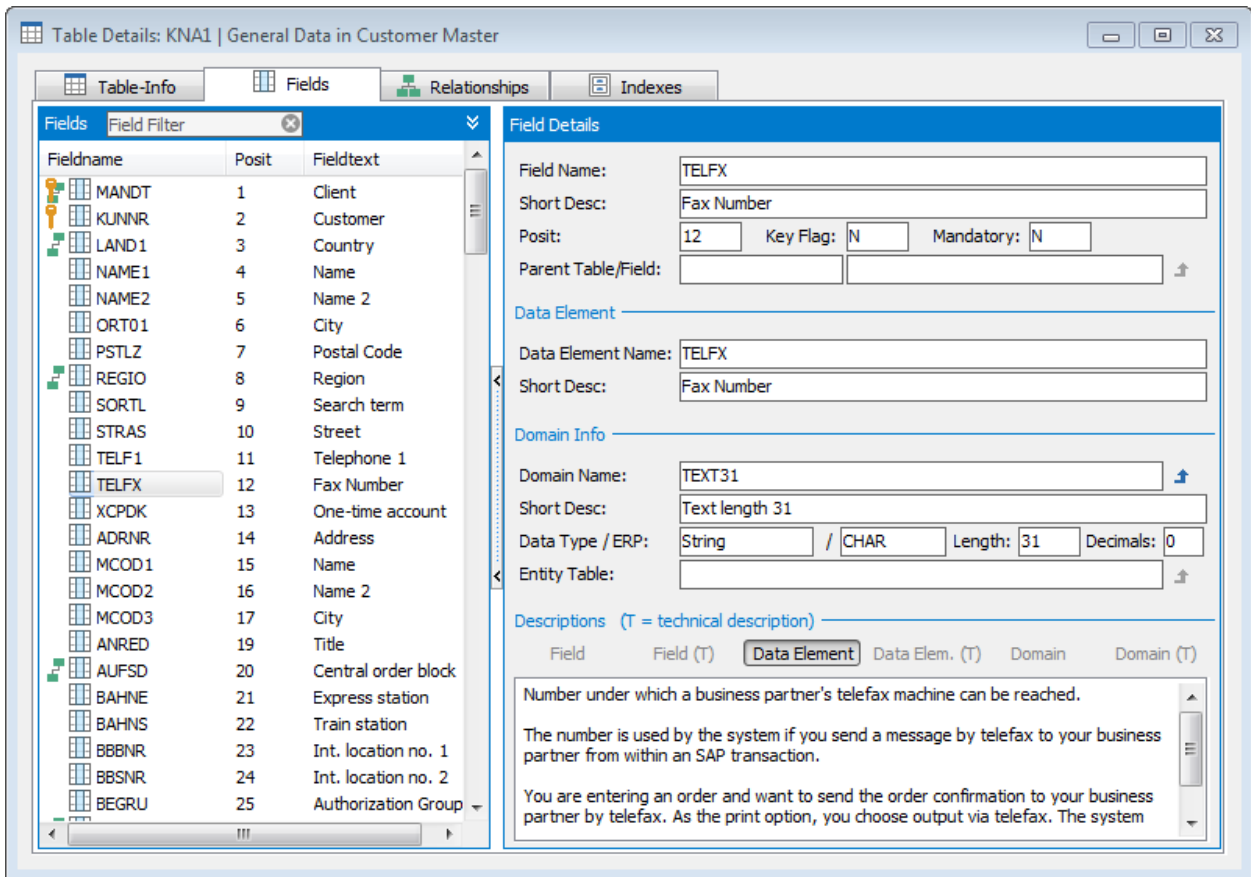 Table Details: KNA1 | General Data in Customer Master
Table-Info Fields Relationships Indexes
Fields Field Filter
Fieldname Posit Fieldtext
MANDT 1 Client
KUNNR 2 Customer
LAND1 3 Country
NAME1 4 Name
NAME2 5 Name 2
ORT01 6 City
PSTLZ 7 Postal Code
REGIO 8 Region
SORTL 9 Search term
STRAS 10 Street
TELF1 11 Telephone 1
TELFX 12 Fax Number
XCPDK 13 One-time account
ADRNR 14 Address
MCOD1 15 Name
MCOD2 16 Name 2
MCOD3 17 City
ANRED 19 Title
AUFSD 20 Central order block
BAHNE 21 Express station
BAHNS 22 Train station
BBBNR 23 Int. location no. 1
BBSNR 24 Int. location no. 2
BEGRU 25 Authorization Group
Field Details
Field Name: TELFX
Short Desc: Fax Number
Posit: 12 Key Flag: N Mandatory: N
Parent Table/Field:
Data Element
Data Element Name: TELFX
Short Desc: Fax Number
Domain Info
Domain Name: TEXT31
Short Desc: Text length 31
Data Type / ERP: String / CHAR Length: 31 Decimals: 0
Entity Table:
Descriptions (T = technical description)
Field Field (T) Data Element Data Elem. (T) Domain Domain (T)
Number under which a business partner's telefax machine can be reached.
The number is used by the system if you send a message by telefax to your business
partner from within an SAP transaction.
You are entering an order and want to send the order confirmation to your business
partner by telefax. As the print option, you choose output via telefax. The system